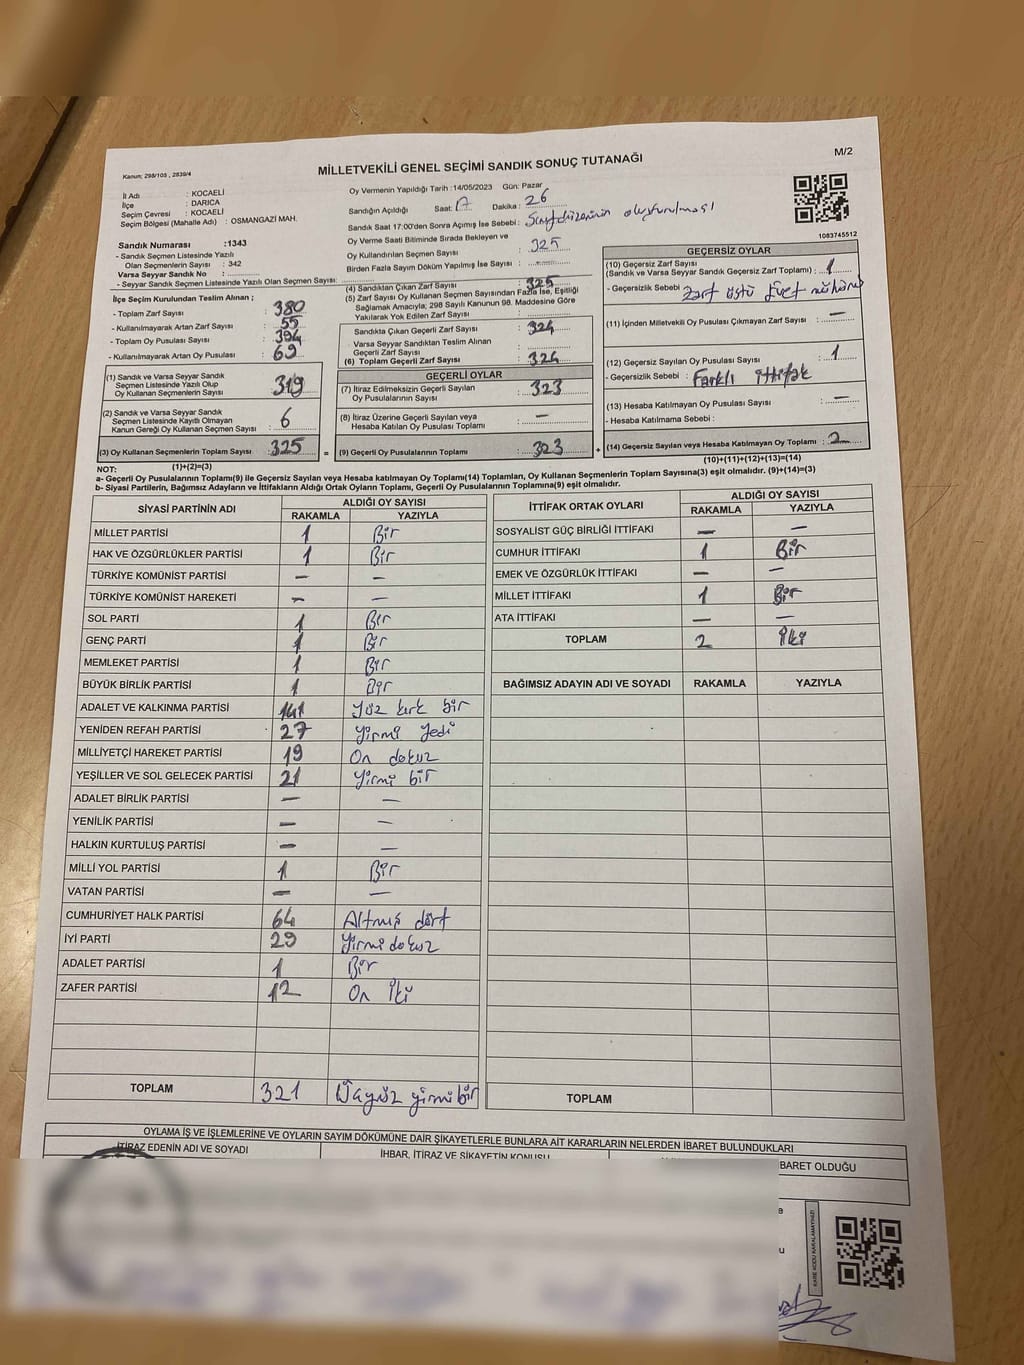 Kanun; 298/105 , 2839/4
MİLLETVEKİLİ GENEL SEÇİMİ SANDIK SONUÇ TUTANAĞI
M/2
İl Adı : KOCAELİ
İlçe : DARICA
Seçim Çevresi : KOCAELİ
Seçim Bölgesi (Mahalle Adı) : OSMANGAZİ MAH.
Oy Vermenin Yapıldığı Tarih :14/05/2023 Gün: Pazar
Sandığın Açıldığı Saat: 17 Dakika : 26
Sandık Saat 17:00'den Sonra Açımış İse Sebebi : oluşturulması
1083745512
Sandık Numarası :1343
- Sandık Seçmen Listesinde Yazılı
Olan Seçmenlerin Sayısı : 342
Varsa Seyyar Sandık No :
- Seyyar Sandık Seçmen Listesinde Yazılı Olan Seçmen Sayısı :
Oy Verme Saati Bitiminde Sırada Bekleyen ve
Oy Kullandırılan Seçmen Sayısı : 325
Birden Fazla Sayım Döküm Yapılmış İse Sayısı : -
İlçe Seçim Kurulundan Teslim Alınan ;
- Toplam Zarf Sayısı : 380
- Kullanılmayarak Artan Zarf Sayısı : 55
- Toplam Oy Pusulası : 394
- Kullanılmayarak Artan Oy Pusulası : 69
(1) Sandık ve Varsa Seyyar Sandık
Seçmen Listesinde Yazılı Olup
Oy Kullanan Seçmenlerin Sayısı : 319
(2) Sandık ve Varsa Seyyar Sandık
Seçmen Listesinde Kayıtlı Olmayan
Kanun Gereği Oy Kullanan Seçmen Sayısı : 6
(3) Oy Kullanan Seçmenlerin Toplam Sayısı : 325
(1)+(2)=(3)
(4) Sandıktan Çıkan Zarf Sayısı : 325
(5) Zarf Sayısı Oy Kullanan Seçmen Sayısından Fazla İse, Eşitliği
Sağlamak Amacıyla, 298 Sayılı Kanunun 98. Maddesine Göre
Yakılarak Yok Edilen Zarf Sayısı :
Sandıkta Çıkan Geçerli Zarf Sayısı : 324
Varsa Seyyar Sandıktan Teslim Alınan
Geçerli Zarf Sayısı :
(6) Toplam Geçerli Zarf Sayısı : 324
GEÇERLİ OYLAR
(7) İtiraz Edilmeksizin Geçerli Sayılan
Oy Pusulalarının Sayısı : 323
(8) İtiraz Üzerine Geçerli Sayılan veya
Hesaba Katılan Oy Pusulası Toplamı : -
= (9) Geçerli Oy Pusulalarının Toplamı : 323 +
GEÇERSİZ OYLAR
(10) Geçersiz Zarf Sayısı
(Sandık ve Varsa Seyyar Sandık Geçersiz Zarf Toplamı) : 1
- Geçersizlik Sebebi : Zarf üstü Evet mühürü
(11) İçinden Milletvekili Oy Pusulası Çıkmayan Zarf Sayısı : -
(12) Geçersiz Sayılan Oy Pusulası Sayısı : 1
- Geçersizlik Sebebi : Farklı ittifak
(13) Hesaba Katılmayan Oy Pusulası Sayısı : -
- Hesaba Katılmama Sebebi :
(14) Geçersiz Sayılan veya Hesaba Katılmayan Oy Toplamı : 2
(10)+(11)+(12)+(13)=(14)
NOT:
a- Geçerli Oy Pusulalarının Toplamı(9) ile Geçersiz Sayılan veya Hesaba katılmayan Oy Toplamı(14) Toplamları, Oy Kullanan Seçmenlerin Toplam Sayısına(3) eşit olmalıdır. (9)+(14)=(3)
b- Siyasi Partilerin, Bağımsız Adayların ve İttifakların Aldığı Ortak Oyların Toplamı, Geçerli Oy Pusulalarının Toplamına(9) eşit olmalıdır.
SİYASİ PARTİNİN ADI ALDIĞI OY SAYISI
RAKAMLA YAZIYLA
MİLLET PARTİSİ 1 Bir
HAK VE ÖZGÜRLÜKLER PARTİSİ 1 Bir
TÜRKİYE KOMÜNİST PARTİSİ - -
TÜRKİYE KOMÜNİST HAREKETİ - -
SOL PARTİ 1 Bir
GENÇ PARTİ 1 Bir
MEMLEKET PARTİSİ 1 Bir
BÜYÜK BİRLİK PARTİSİ 1 Bir
ADALET VE KALKINMA PARTİSİ 141 Yüz kırk bir
YENİDEN REFAH PARTİSİ 27 Yirmi Yedi
MİLLİYETÇİ HAREKET PARTİSİ 19 On dokuz
YEŞİLLER VE SOL GELECEK PARTİSİ 21 Yirmi bir
ADALET BİRLİK PARTİSİ - -
YENİLİK PARTİSİ - -
HALKIN KURTULUŞ PARTİSİ - -
MİLLİ YOL PARTİSİ 1 Bir
VATAN PARTİSİ - -
CUMHURİYET HALK PARTİSİ 64 Altmış dört
İYİ PARTİ 29 Yirmi dokuz
ADALET PARTİSİ 1 Bir
ZAFER PARTİSİ 12 On İki
TOPLAM 321 Üçyüz yirmi bir
İTTİFAK ORTAK OYLARI ALDIĞI OY SAYISI
RAKAMLA YAZIYLA
SOSYALİST GÜÇ BİRLİĞİ İTTİFAKI - -
CUMHUR İTTİFAKI 1 Bir
EMEK VE ÖZGÜRLÜK İTTİFAKI - -
MİLLET İTTİFAKI 1 Bir
ATA İTTİFAKI - -
TOPLAM 2 İki
BAĞIMSIZ ADAYIN ADI VE SOYADI RAKAMLA YAZIYLA
TOPLAM
OYLAMA İŞ VE İŞLEMLERİNE VE OYLARIN SAYIM DÖKÜMÜNE DAİR ŞİKAYETLERLE BUNLARA AİT KARARLARIN NELERDEN İBARET BULUNDUKLARI
İTİRAZ EDENİN ADI VE SOYADI
İHBAR, İTİRAZ VE ŞİKAYETİN KONUSU
BARET OLDUĞU
KARE KODU KARALAMAYINIZ!